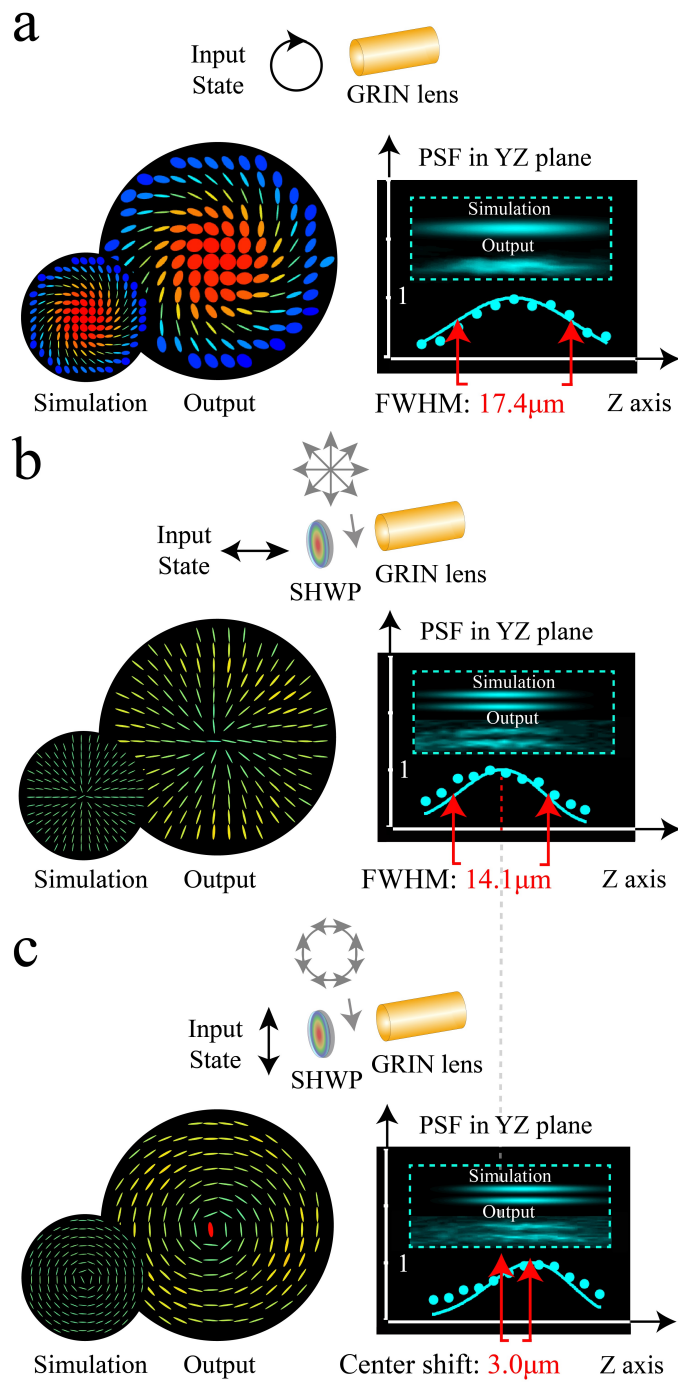 a
Input
State
GRIN lens
PSF in YZ plane
Simulation
Output
1
Simulation
Output
FWHM: 17.4μm
Z axis
b
Input
State
SHWP
GRIN lens
PSF in YZ plane
Simulation
Output
1
Simulation
Output
FWHM: 14.1μm
Z axis
c
Input
State
SHWP
GRIN lens
PSF in YZ plane
Simulation
Output
1
Simulation
Output
Center shift: 3.0μm
Z axis